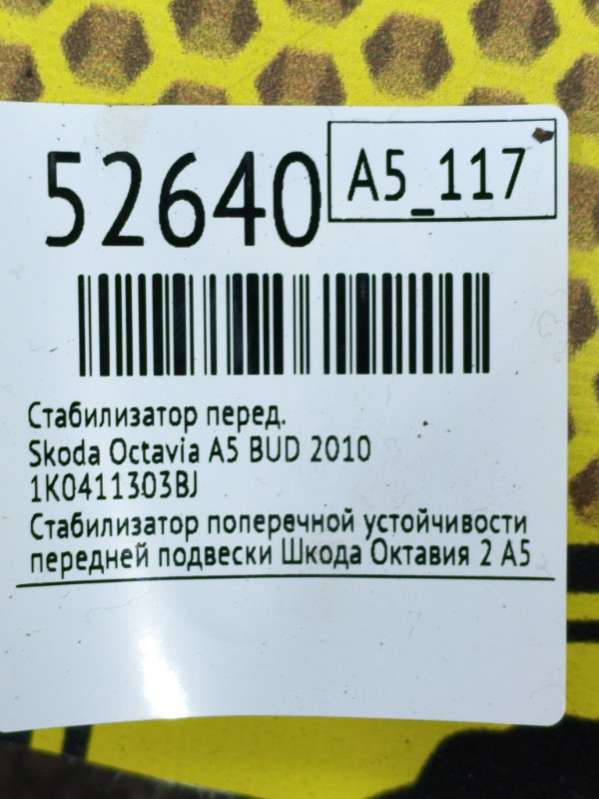 52640
A5_117
Стабилизатор перед.
Skoda Octavia A5 BUD 2010
1K0411303BJ
Стабилизатор поперечной устойчивости
передней подвески Шкода Октавия 2 А5